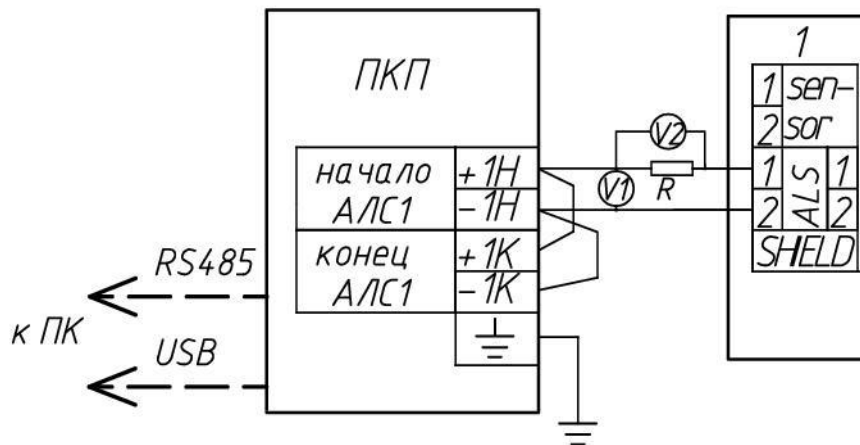 ПКП
начало АЛС1
+1Н
-1Н
конец АЛС1
+1К
-1К
RS485
USB
к ПК
V2
V1
R
1
1
2
sen-
sor
1
2
ALS
1
2
SHIELD